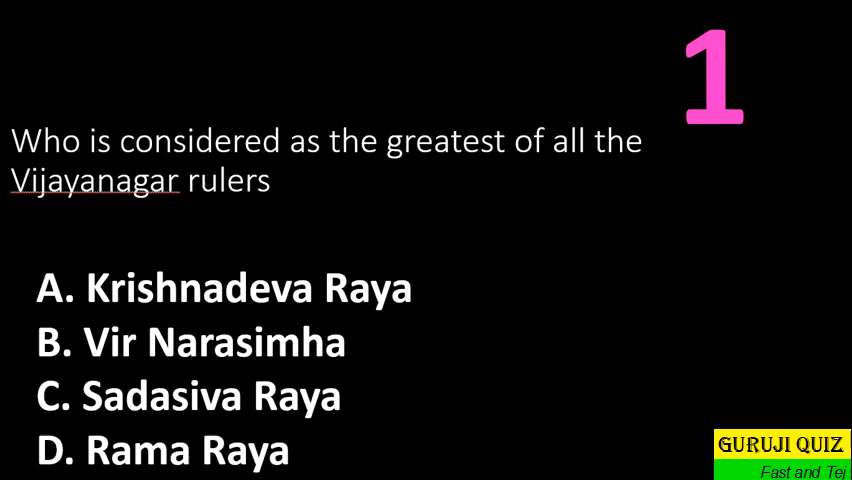 1
Who is considered as the greatest of all the
Vijayanagar rulers
A. Krishnadeva Raya
B. Vir Narasimha
C. Sadasiva Raya
D. Rama Raya
GURUJI QUIZ
Fast and Tej